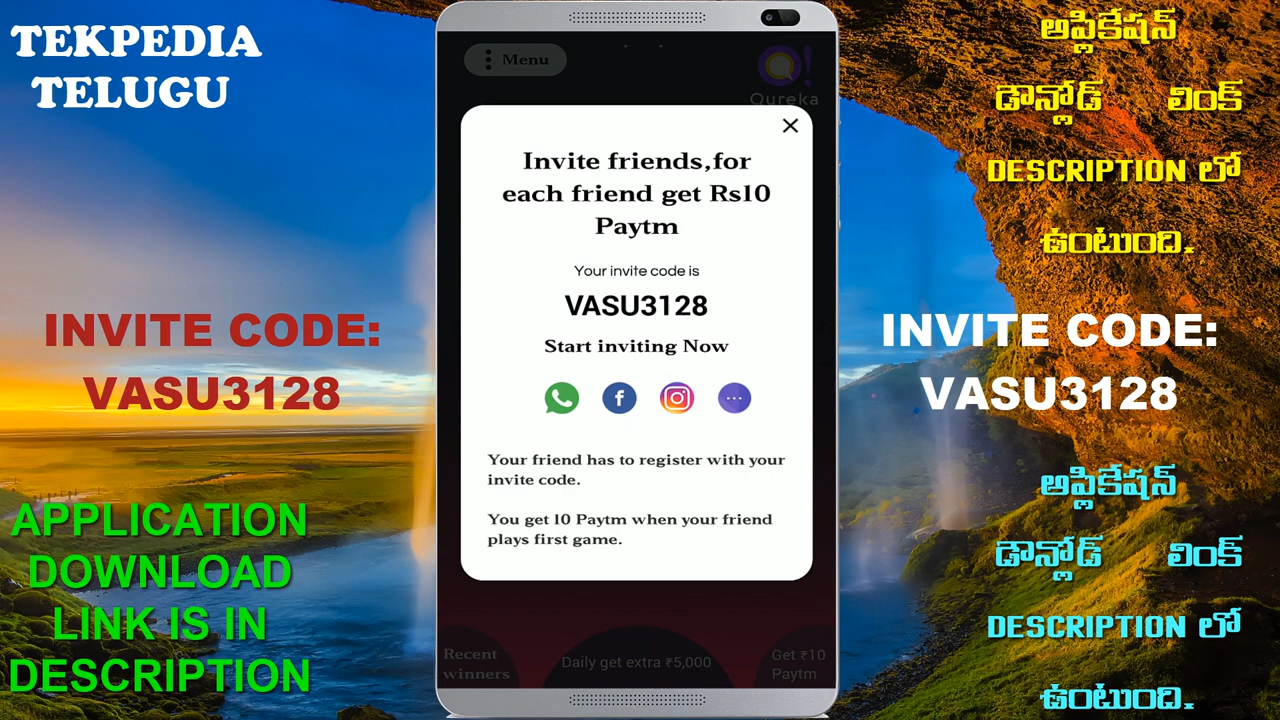 TEKPEDIA
TELUGU
INVITE CODE:
VASU3128
APPLICATION
DOWNLOAD
LINK IS IN
DESCRIPTION
Menu
Qureka
Invite friends,for
each friend get Rs10
Paytm
Your invite code is
VASU3128
Start inviting Now
Your friend has to register with your
invite code.
You get 10 Paytm when your friend
plays first game.
Recent
winners
Daily get extra ₹5,000
Get ₹10
Paytm
అప్లికేషన్
డౌన్లోడ్ లింక్
DESCRIPTION లో
ఉంటుంది.
INVITE CODE:
VASU3128
అప్లికేషన్
డౌన్లోడ్ లింక్
DESCRIPTION లో
ఉంటుంది.